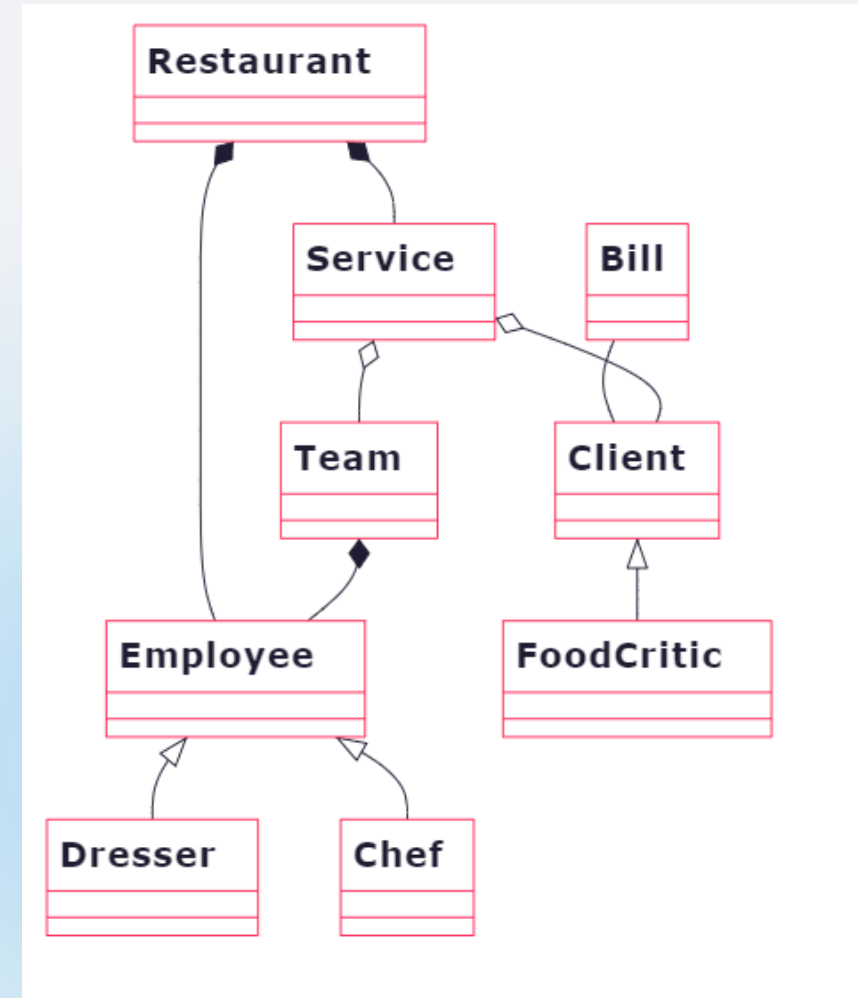 Restaurant
Service
Bill
Team
Client
Employee
FoodCritic
Dresser
Chef